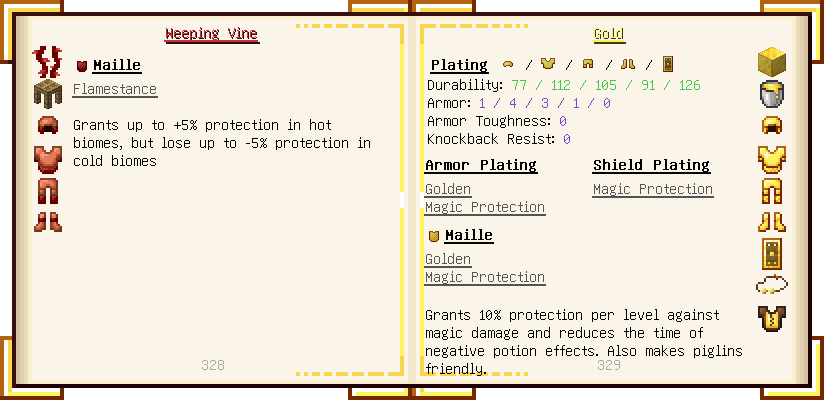 Weeping Vine
Maille
Flamestance
Grants up to +5% protection in hot
biomes, but lose up to -5% protection in
cold biomes
328
Gold
Plating / / / /
Durability: 77 / 112 / 105 / 91 / 126
Armor: 1 / 4 / 3 / 1 / 0
Armor Toughness: 0
Knockback Resist: 0
Armor Plating
Golden
Magic Protection
Shield Plating
Magic Protection
Maille
Golden
Magic Protection
Grants 10% protection per level against
magic damage and reduces the time of
negative potion effects. Also makes piglins
friendly.
329